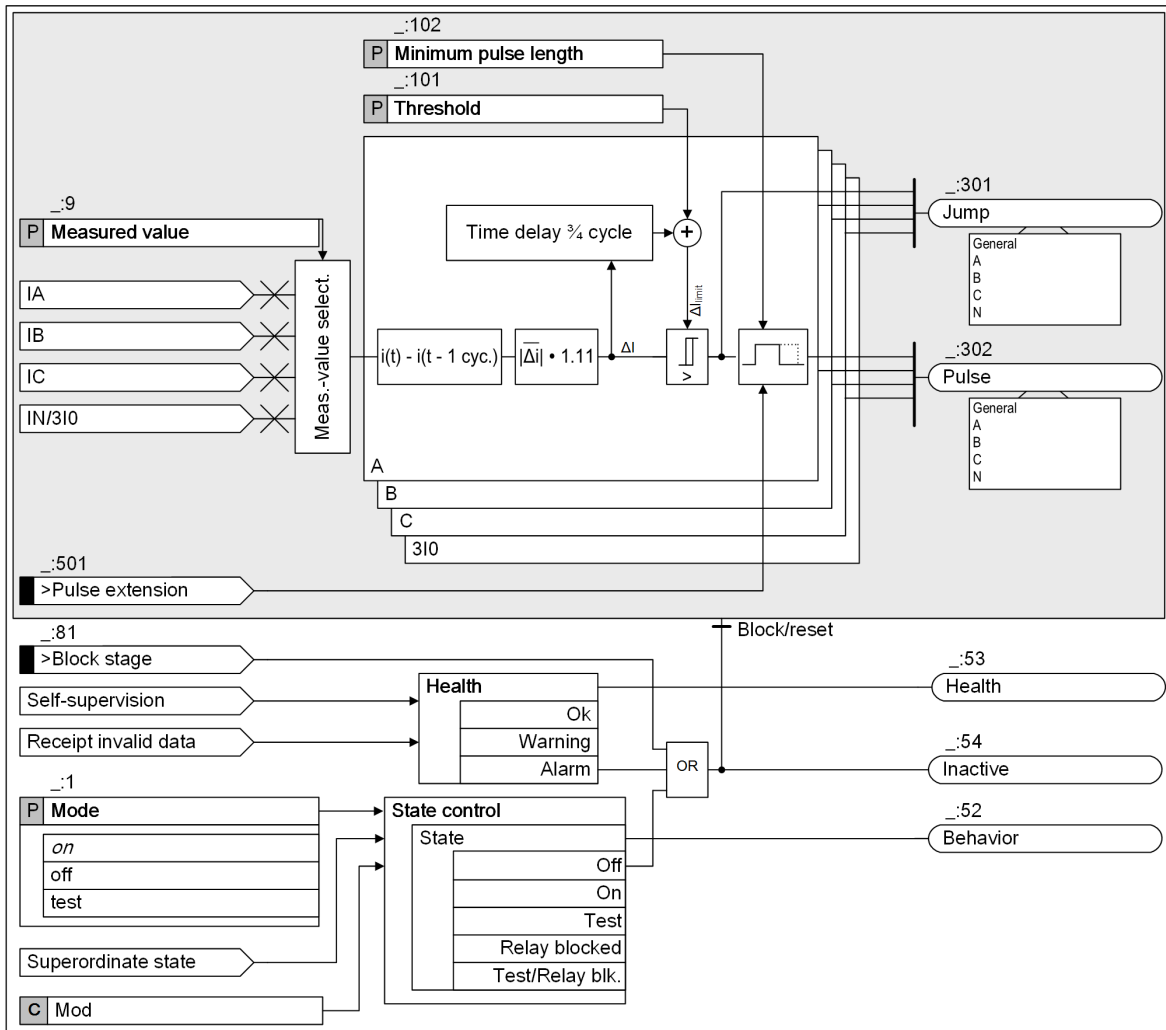 _:102
P Minimum pulse length
_:101
P Threshold
_:9
P Measured value
IA
IB
IC
IN/3I0
Meas.-value select.
Time delay ¾ cycle
+
ΔIlimit
i(t) - i(t - 1 cyc.)
|Δi| • 1.11
ΔI
>
A
B
C
3I0
_:301
Jump
General
A
B
C
N
_:302
Pulse
General
A
B
C
N
_:501
>Pulse extension
Block/reset
_:81
>Block stage
Self-supervision
Receipt invalid data
Health
Ok
Warning
Alarm
OR
_:53
Health
_:54
Inactive
_:52
Behavior
_:1
P Mode
on
off
test
Superordinate state
C Mod
State control
State
Off
On
Test
Relay blocked
Test/Relay blk.